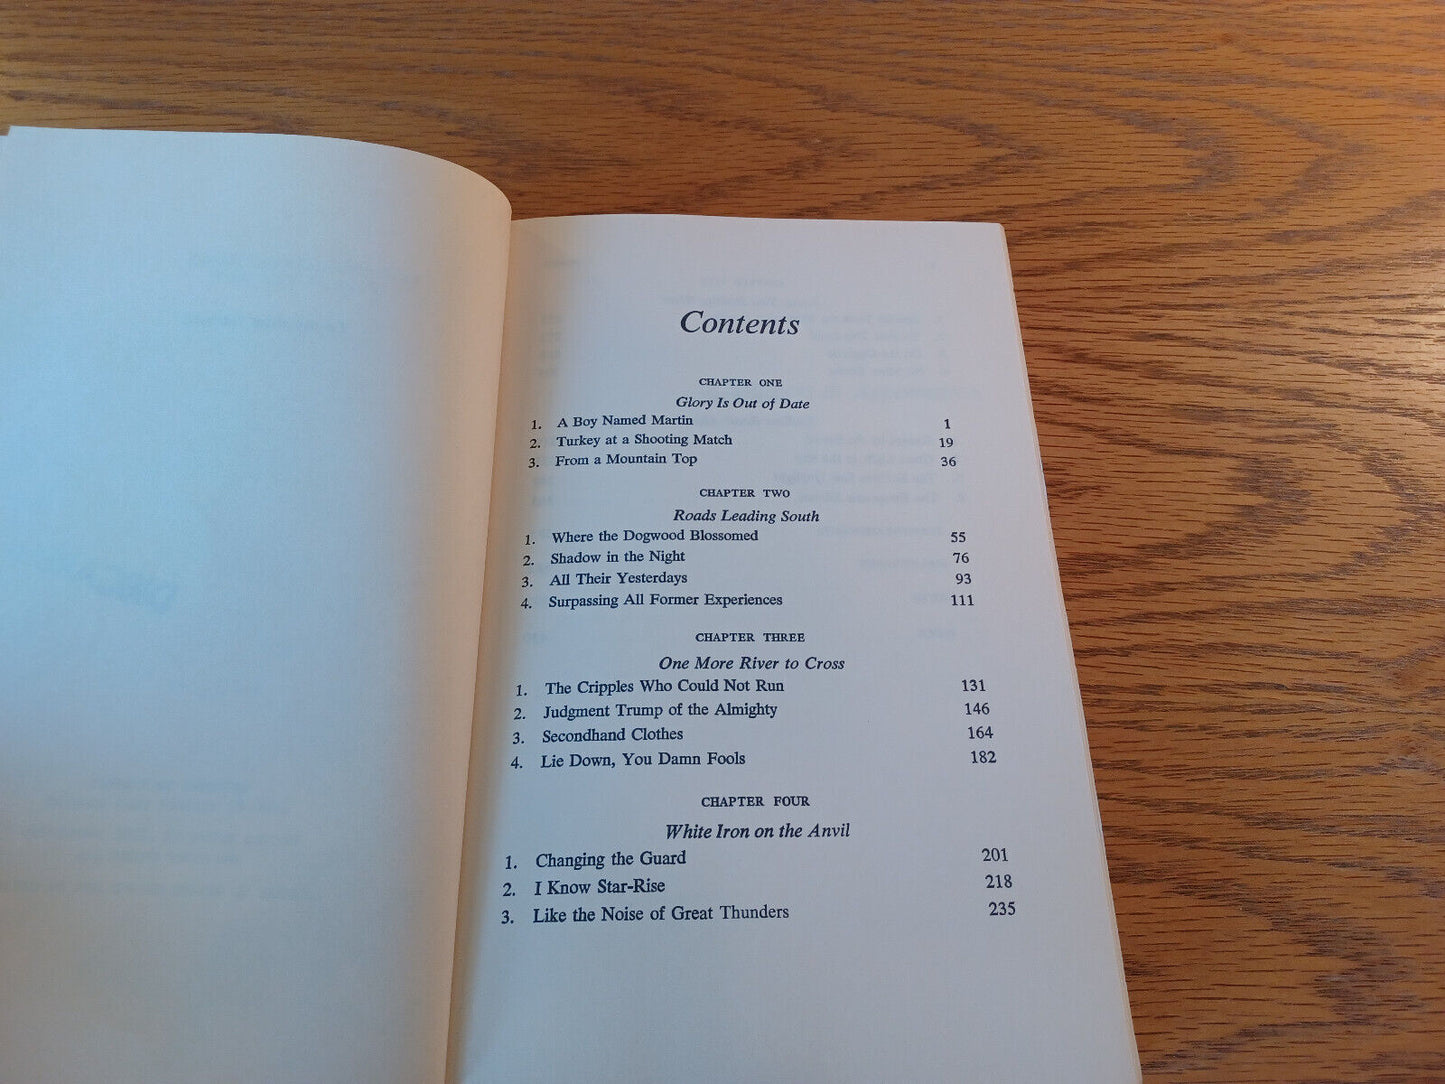 Contents
CHAPTER ONE
Glory Is Out of Date
1. A Boy Named Martin 1
2. Turkey at a Shooting Match 19
3. From a Mountain Top 36
CHAPTER TWO
Roads Leading South
1. Where the Dogwood Blossomed 55
2. Shadow in the Night 76
3. All Their Yesterdays 93
4. Surpassing All Former Experiences 111
CHAPTER THREE
One More River to Cross
1. The Cripples Who Could Not Run 131
2. Judgment Trump of the Almighty 146
3. Secondhand Clothes 164
4. Lie Down, You Damn Fools 182
CHAPTER FOUR
White Iron on the Anvil
1. Changing the Guard 201
2. I Know Star-Rise 218
3. Like the Noise of Great Thunders 235